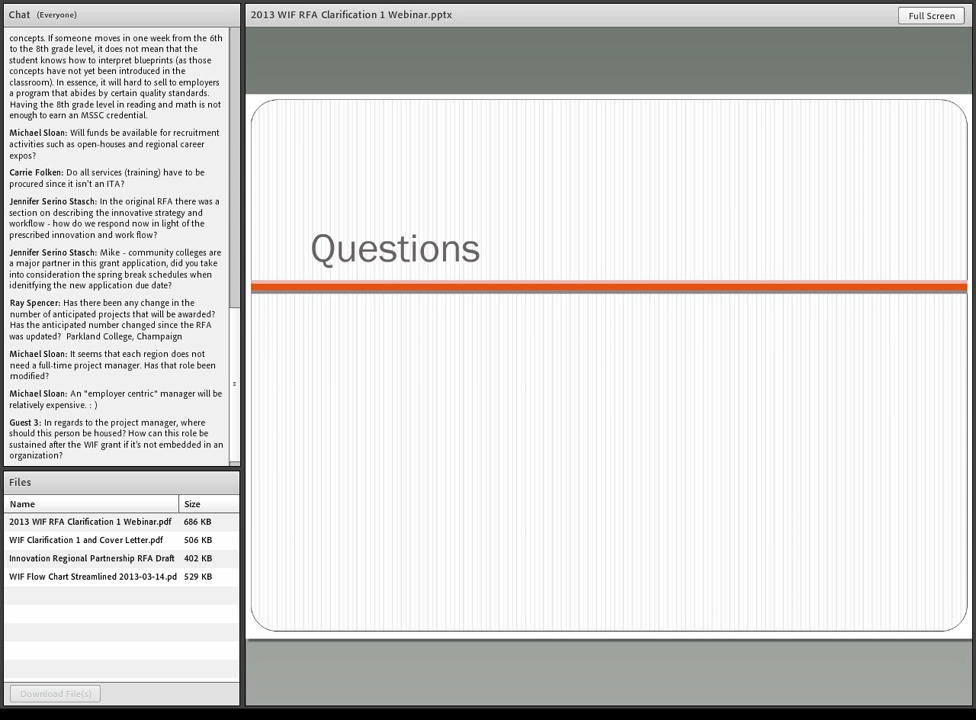 Chat (Everyone)
concepts. If someone moves in one week from the 6th
to the 8th grade level, it does not mean that the
student knows how to interpret blueprints (as those
concepts have not yet been introduced in the
classroom). In essence, it will hard to sell to employers
a program that abides by certain quality standards.
Having the 8th grade level in reading and math is not
enough to earn an MSSC credential.
Michael Sloan: Will funds be available for recruitment
activities such as open-houses and regional career
expos?
Carrie Folken: Do all services (training) have to be
procured since it isn't an ITA?
Jennifer Serino Stasch: In the original RFA there was a
section on describing the innovative strategy and
workflow - how do we respond now in light of the
prescribed innovation and work flow?
Jennifer Serino Stasch: Mike - community colleges are
a major partner in this grant application, did you take
into consideration the spring break schedules when
idenitfying the new application due date?
Ray Spencer: Has there been any change in the
number of anticipated projects that will be awarded?
Has the anticipated number changed since the RFA
was updated? Parkland College, Champaign
Michael Sloan: It seems that each region does not
need a full-time project manager. Has that role been
modified?
Michael Sloan: An "employer centric" manager will be
relatively expensive. : )
Guest 3: In regards to the project manager, where
should this person be housed? How can this role be
sustained after the WIF grant if it's not embedded in an
organization?
Files
Name Size
2013 WIF RFA Clarification 1 Webinar.pdf 686 KB
WIF Clarification 1 and Cover Letter.pdf 506 KB
Innovation Regional Partnership RFA Draft 402 KB
WIF Flow Chart Streamlined 2013-03-14.pd 529 KB
Download File(s)
2013 WIF RFA Clarification 1 Webinar.pptx
Full Screen
Questions